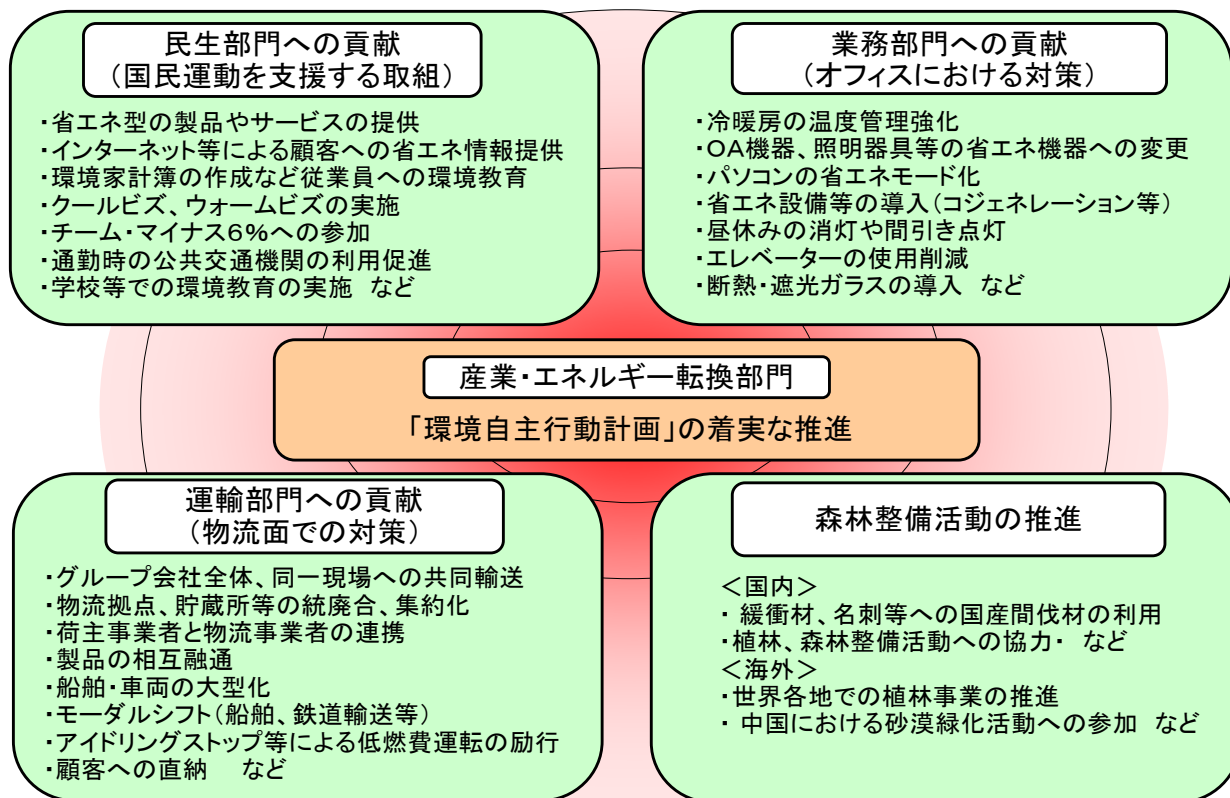 民生部門への貢献
(国民運動を支援する取組)
・省エネ型の製品やサービスの提供
・インターネット等による顧客への省エネ情報提供
・環境家計簿の作成など従業員への環境教育
・クールビズ、ウォームビズの実施
・チーム・マイナス6%への参加
・通勤時の公共交通機関の利用促進
・学校等での環境教育の実施 など
業務部門への貢献
(オフィスにおける対策)
・冷暖房の温度管理強化
・OA機器、照明器具等の省エネ機器への変更
・パソコンの省エネモード化
・省エネ設備等の導入(コジェネレーション等)
・昼休みの消灯や間引き点灯
・エレベーターの使用削減
・断熱・遮光ガラスの導入 など
産業・エネルギー転換部門
「環境自主行動計画」の着実な推進
運輸部門への貢献
(物流面での対策)
・グループ会社全体、同一現場への共同輸送
・物流拠点、貯蔵所等の統廃合、集約化
・荷主事業者と物流事業者の連携
・製品の相互融通
・船舶・車両の大型化
・モーダルシフト(船舶、鉄道輸送等)
・アイドリングストップ等による低燃費運転の励行
・顧客への直納 など
森林整備活動の推進
<国内>
・緩衝材、名刺等への国産間伐材の利用
・植林、森林整備活動への協力・ など
<海外>
・世界各地での植林事業の推進
・中国における砂漠緑化活動への参加 など